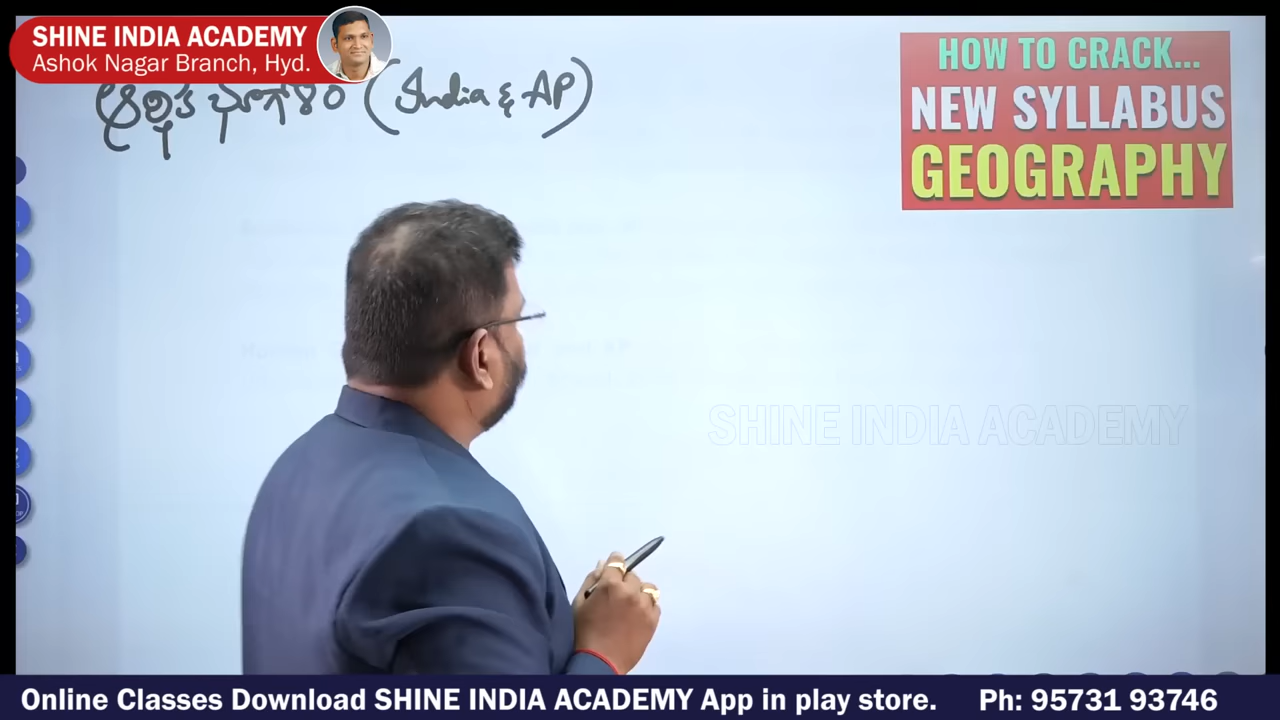 SHINE INDIA ACADEMY
Ashok Nagar Branch, Hyd.
ఆర్థిక భూగోళం (India & AP)
HOW TO CRACK...
NEW SYLLABUS
GEOGRAPHY
SHINE INDIA ACADEMY
Online Classes Download SHINE INDIA ACADEMY App in play store. Ph: 95731 93746